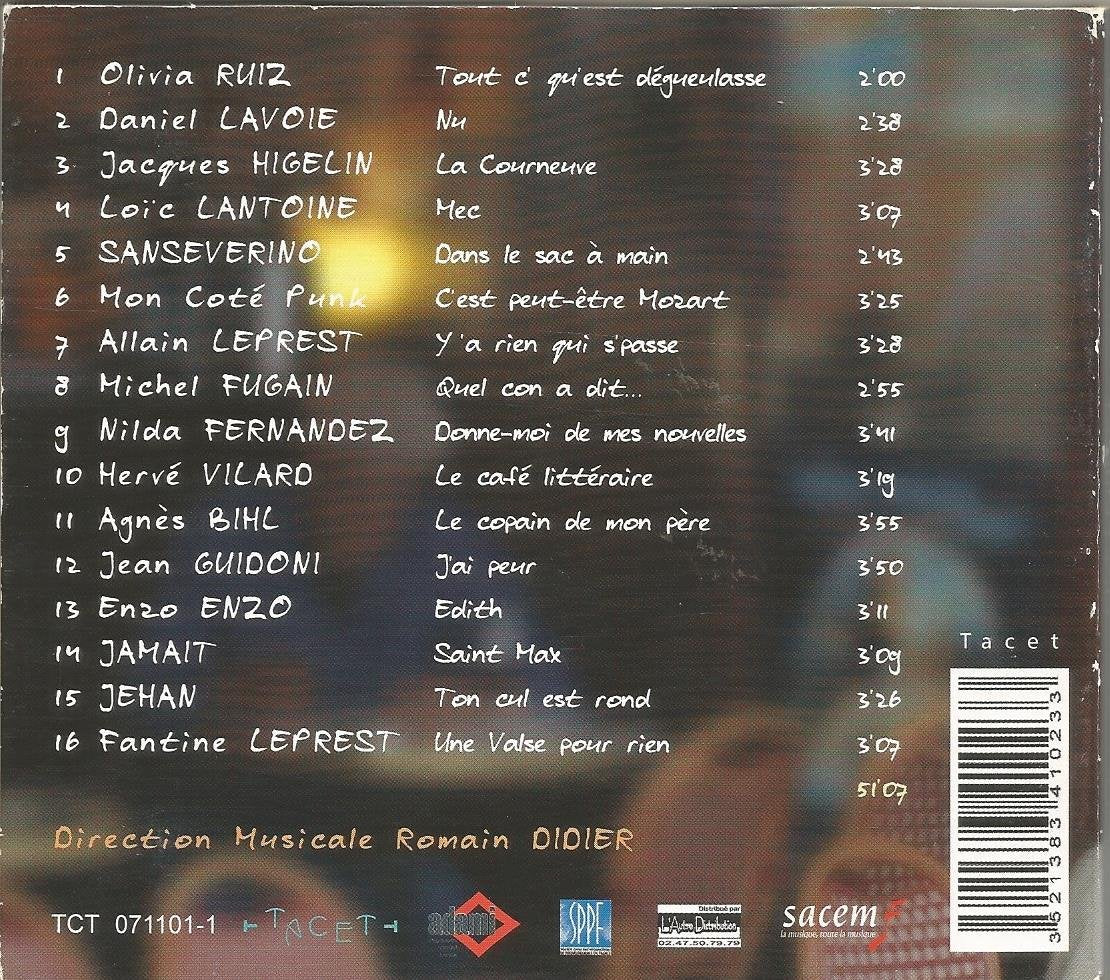 1 Olivia RUIZ Tout c' qu'est dégueulasse 2'00
2 Daniel LAVOIE Nu 2'38
3 Jacques HIGELIN La Courneuve 3'28
4 Loïc LANTOINE Mec 3'07
5 SANSEVERINO Dans le sac à main 2'43
6 Mon Coté Punk C'est peut-être Mozart 3'25
7 Allain LEPREST Y'a rien qui s'passe 3'28
8 Michel FUGAIN Quel con a dit... 2'55
9 Nilda FERNANDEZ Donne-moi de mes nouvelles 3'41
10 Hervé VILARD Le café littéraire 3'19
11 Agnès BIHL Le copain de mon père 3'55
12 Jean GUIDONI J'ai peur 3'50
13 Enzo ENZO Edith 3'11
14 JAMAIT Saint Max 3'09
15 JEHAN Ton cul est rond 3'26
16 Fantine LEPREST Une Valse pour rien 3'07
51'07
Tacet
3521383410233
Direction Musicale Romain DIDIER
TCT 071101-1 TACET adami SPPF
Distribué par
L'Autre Distribution
02.47.50.79.79
sacem
la musique, toute la musique